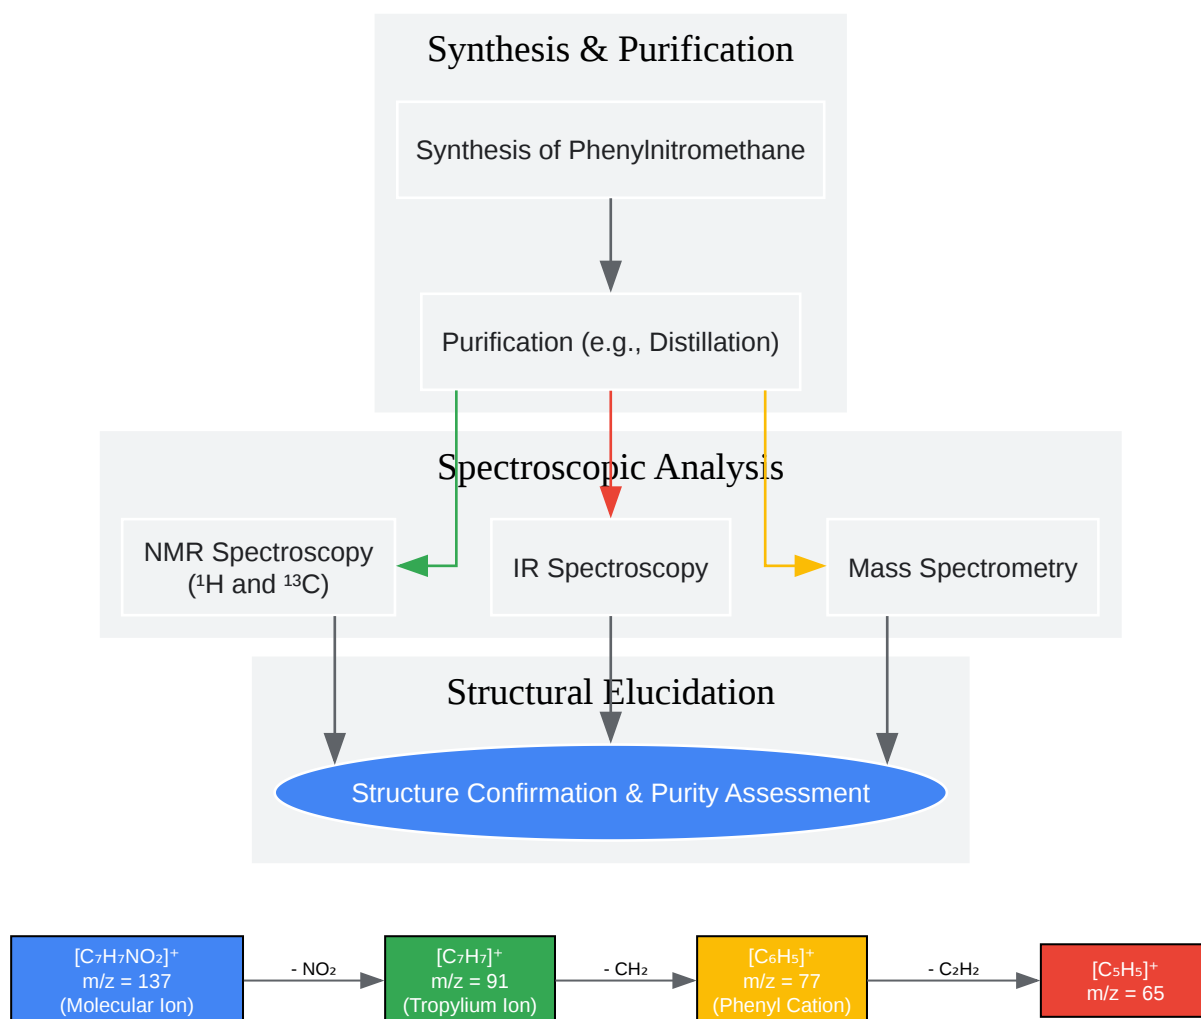 Synthesis & Purification
Synthesis of Phenylnitromethane
Purification (e.g., Distillation)
Spectroscopic Analysis
NMR Spectroscopy
(¹H and ¹³C)
IR Spectroscopy
Mass Spectrometry
Structural Elucidation
Structure Confirmation & Purity Assessment
[C₇H₇NO₂]⁺
m/z = 137
(Molecular Ion)
- NO₂
[C₇H₇]⁺
m/z = 91
(Tropylium Ion)
- CH₂
[C₆H₅]⁺
m/z = 77
(Phenyl Cation)
- C₂H₂
[C₅H₅]⁺
m/z = 65